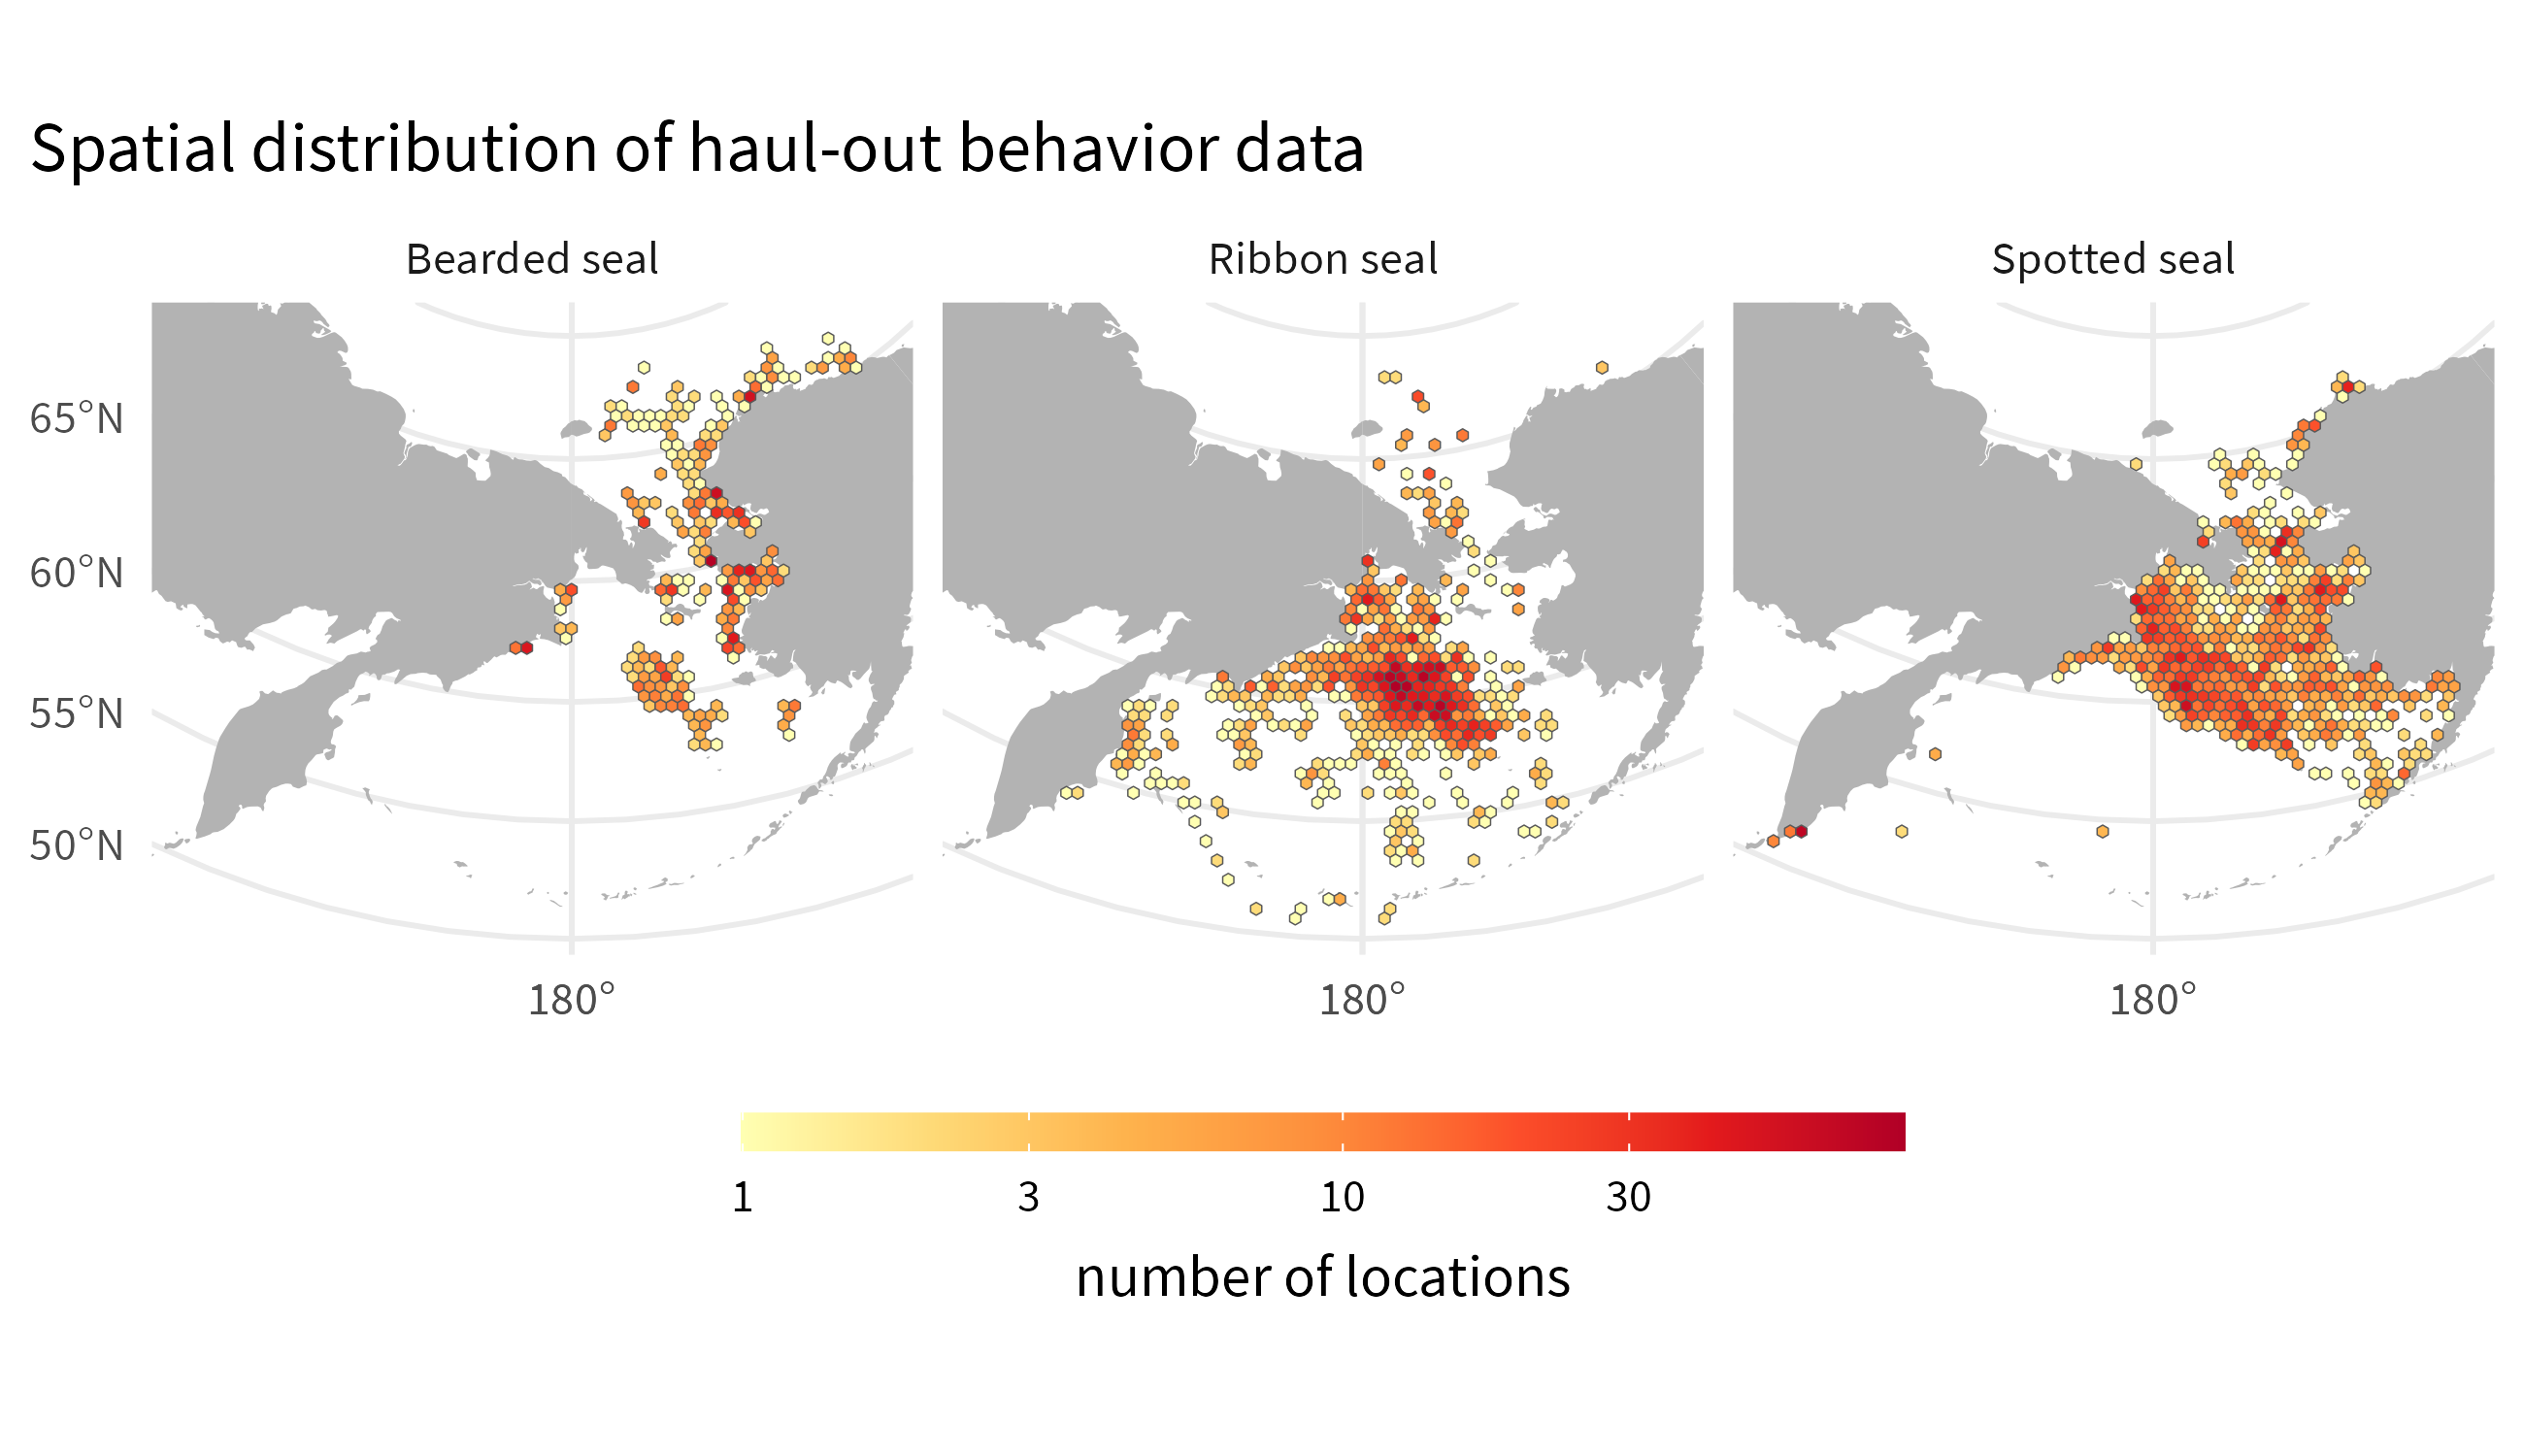 Spatial distribution of haul-out behavior data
Bearded seal
Ribbon seal
Spotted seal
65°N
60°N
55°N
50°N
180°
180°
180°
1
3
10
30
number of locations